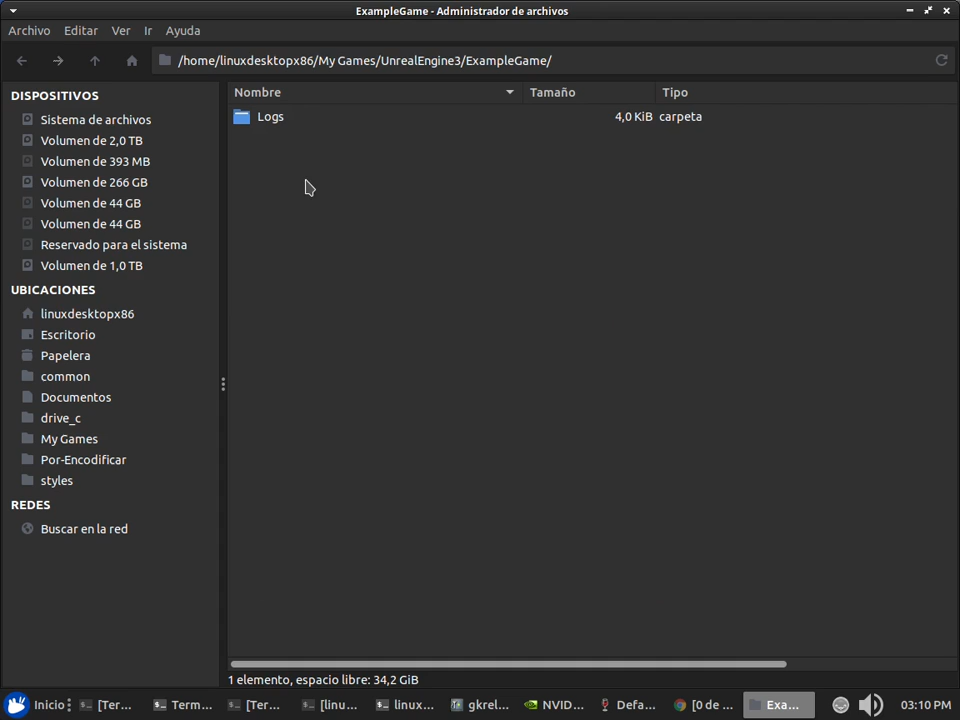 ExampleGame - Administrador de archivos
Archivo Editar Ver Ir Ayuda
/home/linuxdesktopx86/My Games/UnrealEngine3/ExampleGame/
DISPOSITIVOS
Sistema de archivos
Volumen de 2,0 TB
Volumen de 393 MB
Volumen de 266 GB
Volumen de 44 GB
Volumen de 44 GB
Reservado para el sistema
Volumen de 1,0 TB
UBICACIONES
linuxdesktopx86
Escritorio
Papelera
common
Documentos
drive_c
My Games
Por-Encodificar
styles
REDES
Buscar en la red
Nombre Tamaño Tipo
Logs 4,0 KiB carpeta
1 elemento, espacio libre: 34,2 GiB
Inicio [Ter... Term... [Ter... [linu... linux... gkrel... NVID... Defa... [0 de ... Exa... 03:10 PM